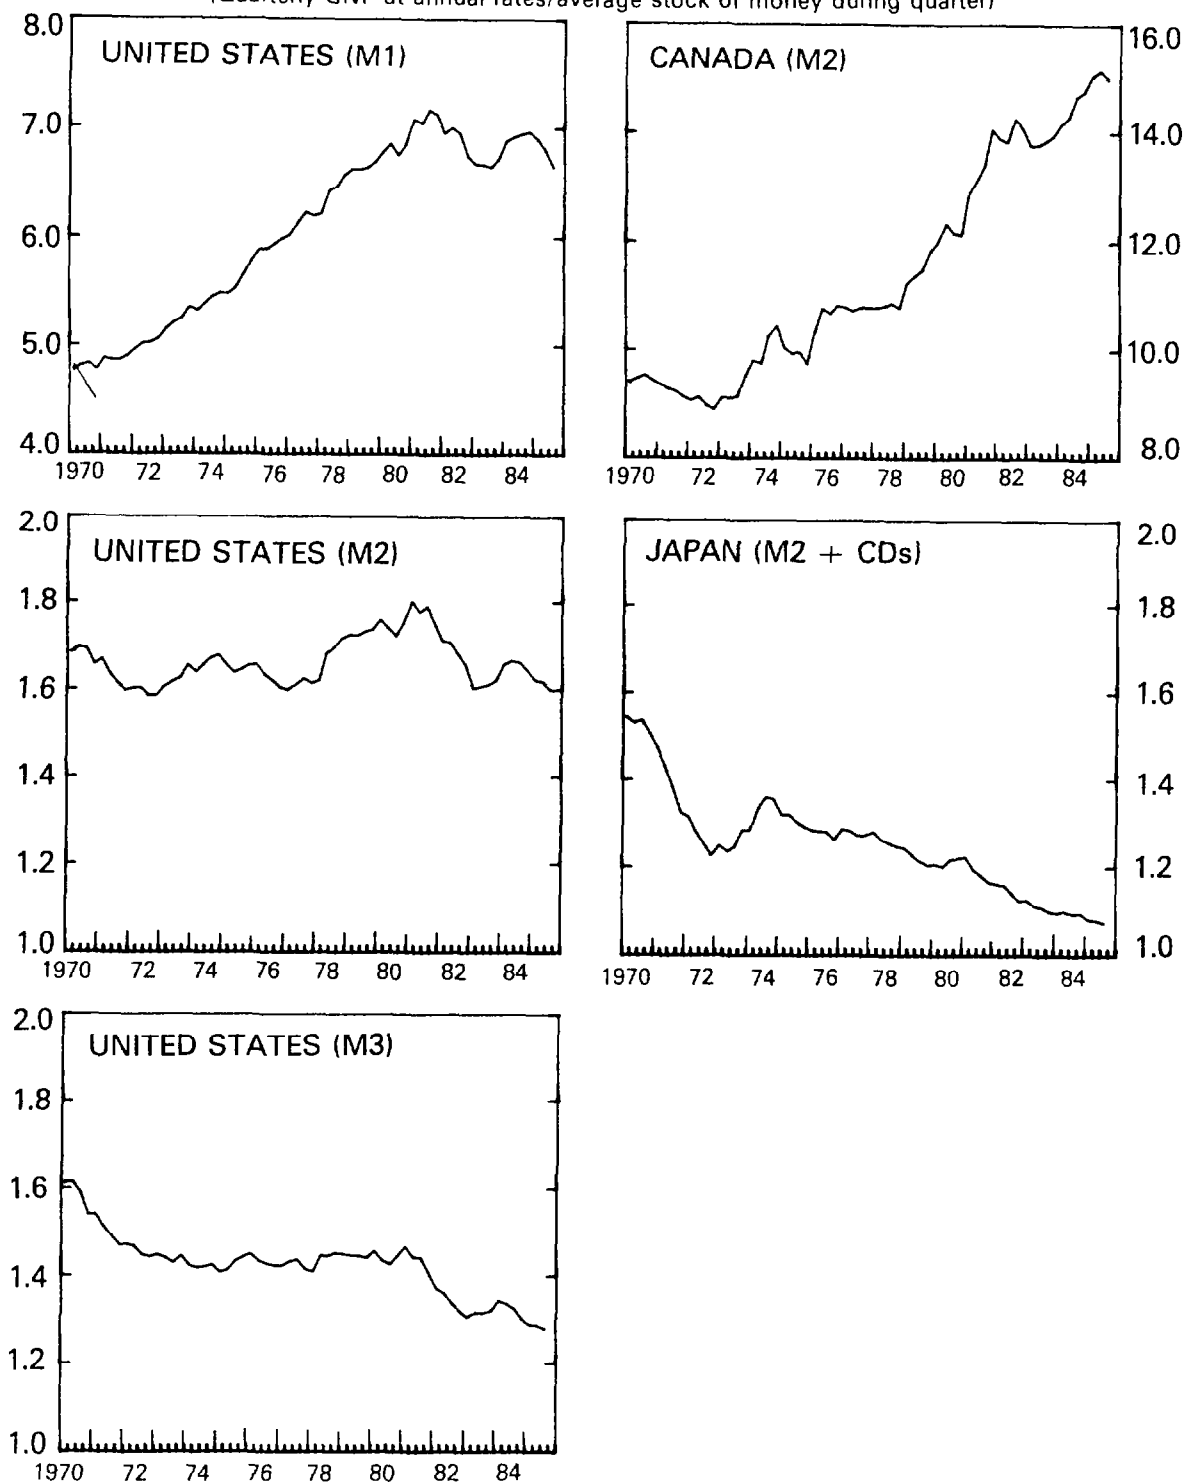 (Quarterly GNP at annual rates/average stock of money during quarter)
UNITED STATES (M1)
8.0
7.0
6.0
5.0
4.0
1970 72 74 76 78 80 82 84
CANADA (M2)
16.0
14.0
12.0
10.0
8.0
1970 72 74 76 78 80 82 84
UNITED STATES (M2)
2.0
1.8
1.6
1.4
1.2
1.0
1970 72 74 76 78 80 82 84
JAPAN (M2 + CDs)
2.0
1.8
1.6
1.4
1.2
1.0
1970 72 74 76 78 80 82 84
UNITED STATES (M3)
2.0
1.8
1.6
1.4
1.2
1.0
1970 72 74 76 78 80 82 84